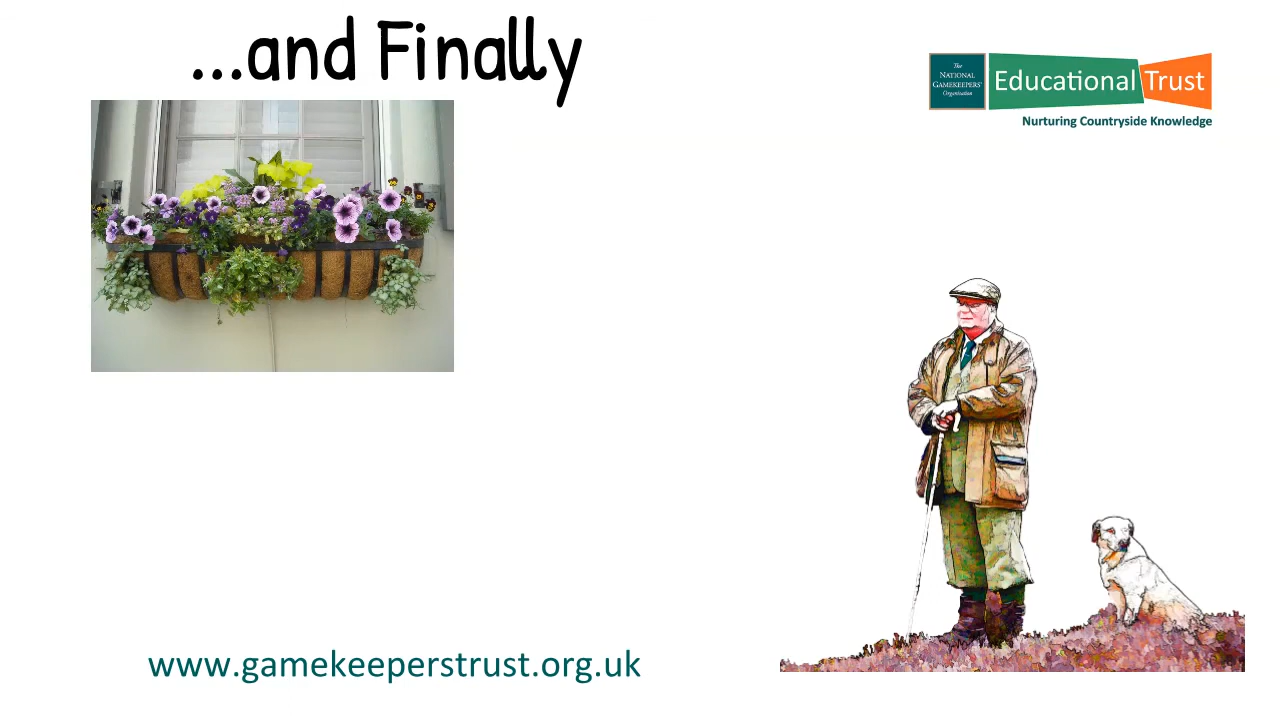 ...and Finally
The
NATIONAL
GAMEKEEPERS'
Organisation
Educational Trust
Nurturing Countryside Knowledge
www.gamekeeperstrust.org.uk